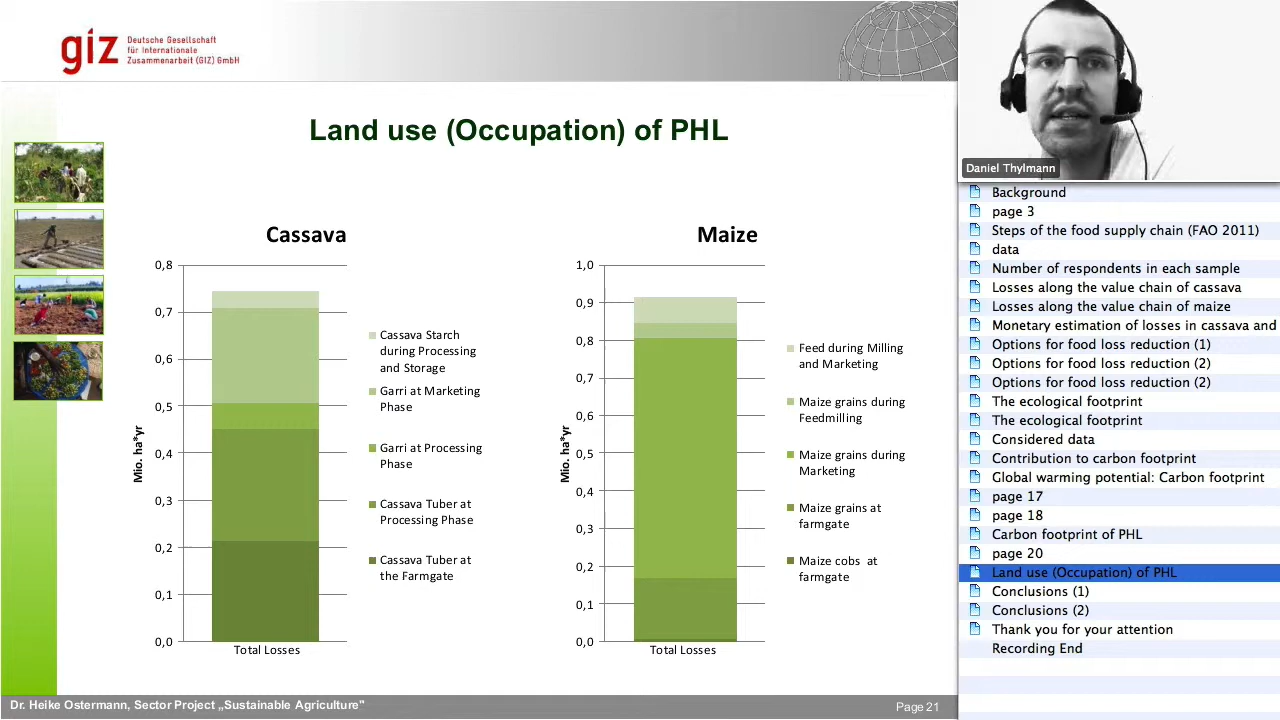 giz
Deutsche Gesellschaft
für Internationale
Zusammenarbeit (GIZ) GmbH
Land use (Occupation) of PHL
Cassava
Mio. ha*yr
0,8
0,7
0,6
0,5
0,4
0,3
0,2
0,1
0,0
Total Losses
Cassava Starch
during Processing
and Storage
Garri at Marketing
Phase
Garri at Processing
Phase
Cassava Tuber at
Processing Phase
Cassava Tuber at
the Farmgate
Maize
Mio. ha*yr
1,0
0,9
0,8
0,7
0,6
0,5
0,4
0,3
0,2
0,1
0,0
Total Losses
Feed during Milling
and Marketing
Maize grains during
Feedmilling
Maize grains during
Marketing
Maize grains at
farmgate
Maize cobs at
farmgate
Dr. Heike Ostermann, Sector Project „Sustainable Agriculture"
Page 21
Daniel Thylmann
Background
page 3
Steps of the food supply chain (FAO 2011)
data
Number of respondents in each sample
Losses along the value chain of cassava
Losses along the value chain of maize
Monetary estimation of losses in cassava and
Options for food loss reduction (1)
Options for food loss reduction (2)
Options for food loss reduction (2)
The ecological footprint
The ecological footprint
Considered data
Contribution to carbon footprint
Global warming potential: Carbon footprint
page 17
page 18
Carbon footprint of PHL
page 20
Land use (Occupation) of PHL
Conclusions (1)
Conclusions (2)
Thank you for your attention
Recording End